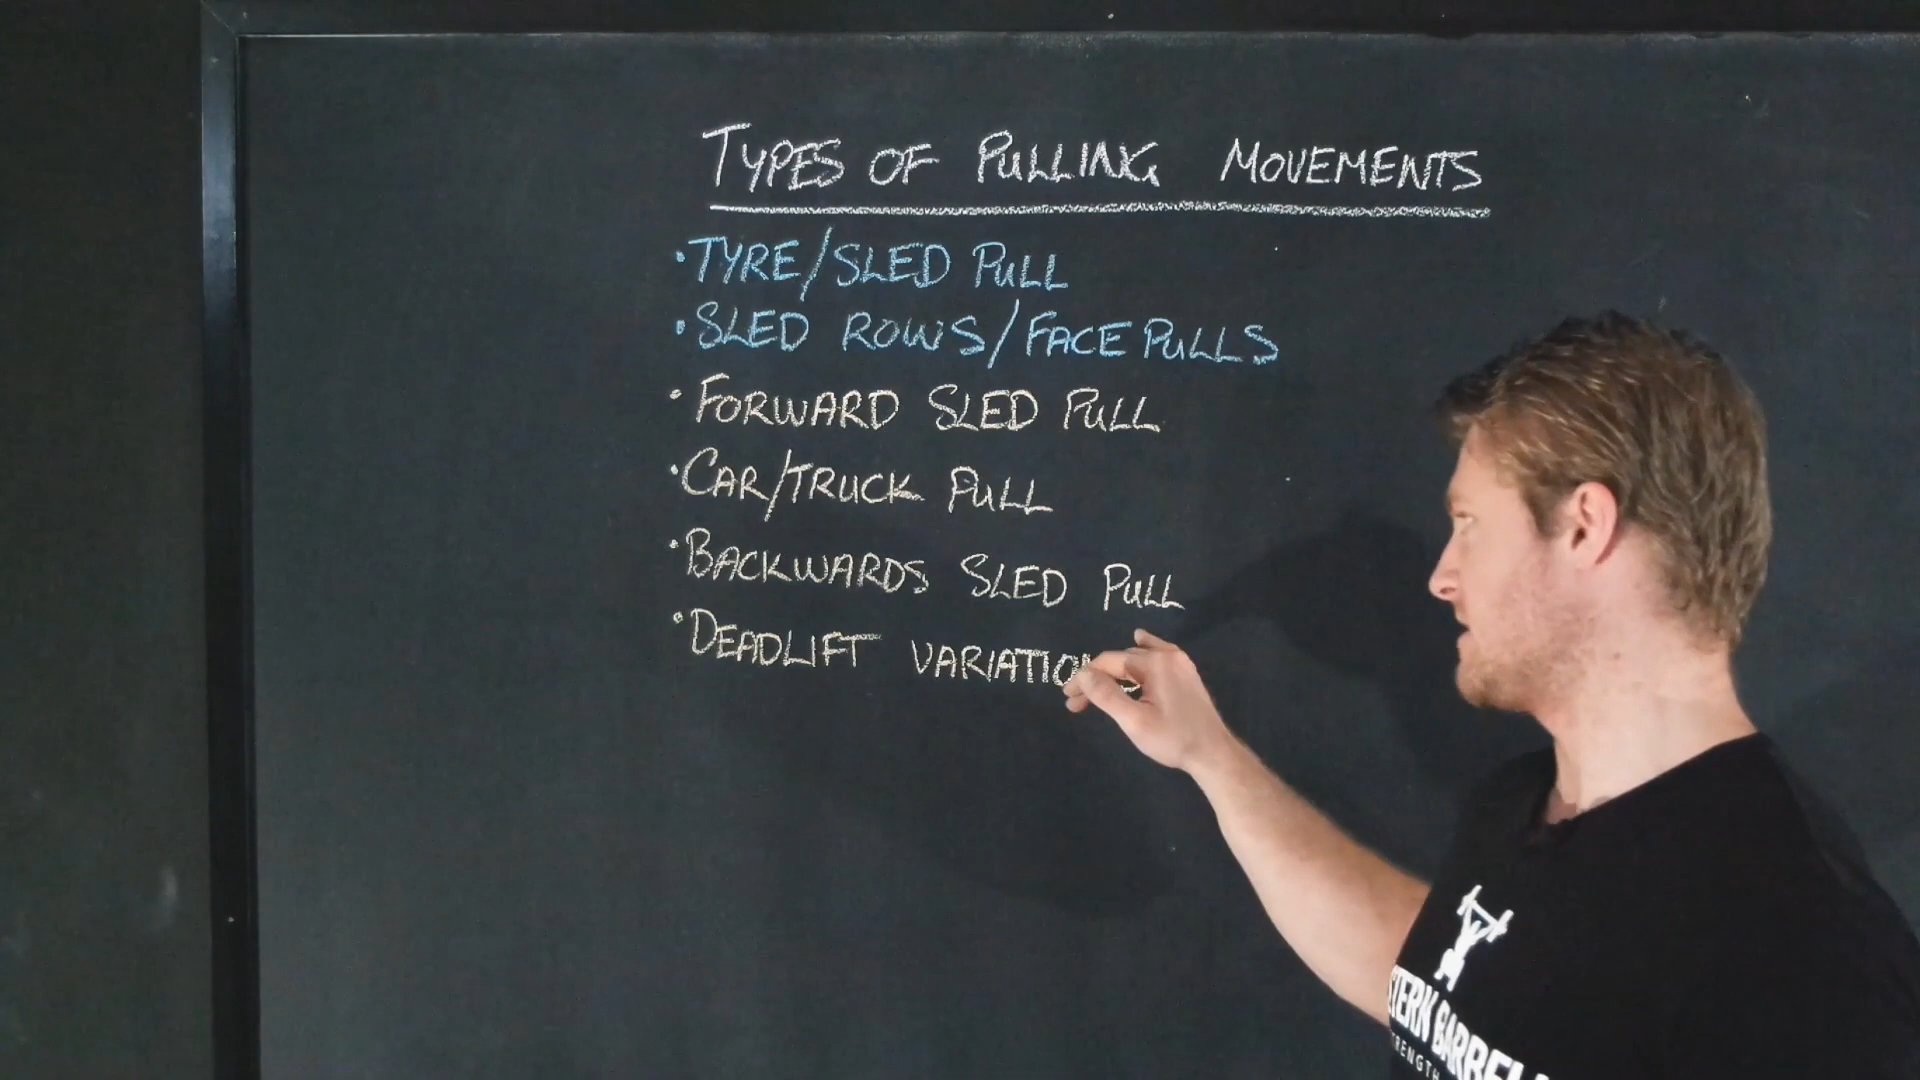 TYPES OF PULLING MOVEMENTS
•TYRE/SLED PULL
•SLED ROWS/FACE PULLS
•FORWARD SLED PULL
•CAR/TRUCK PULL
•BACKWARDS SLED PULL
•DEADLIFT